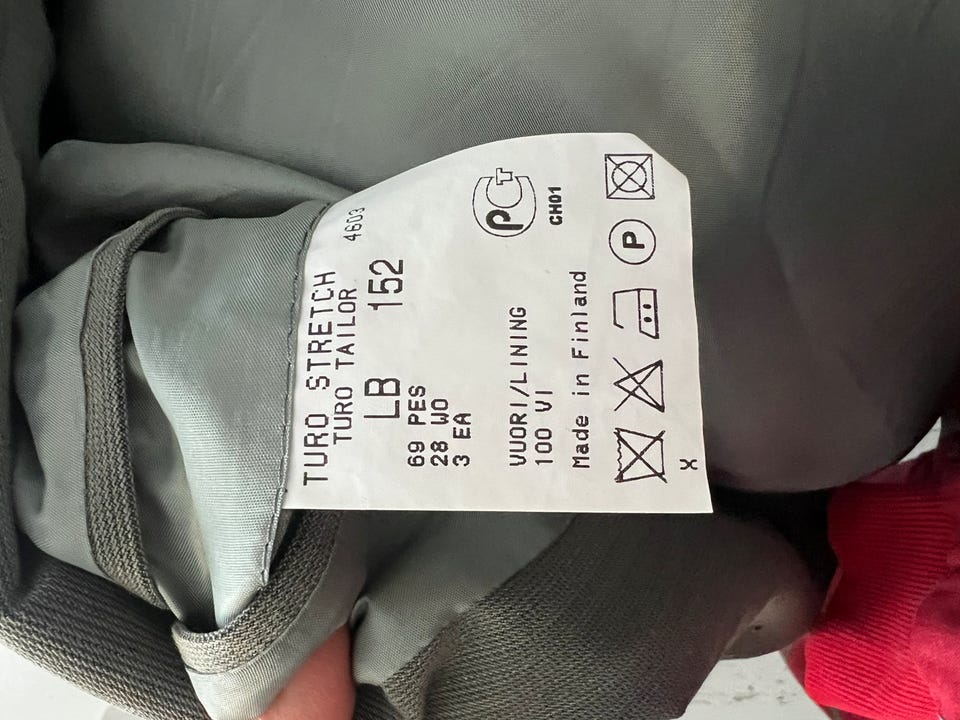 TURO STRETCH
TURO TAILOR 4603
LB 152
69 PES
28 WO
3 EA
PCT
CH01
VUORI/LINING
100 VI
Made in Finland
P
X